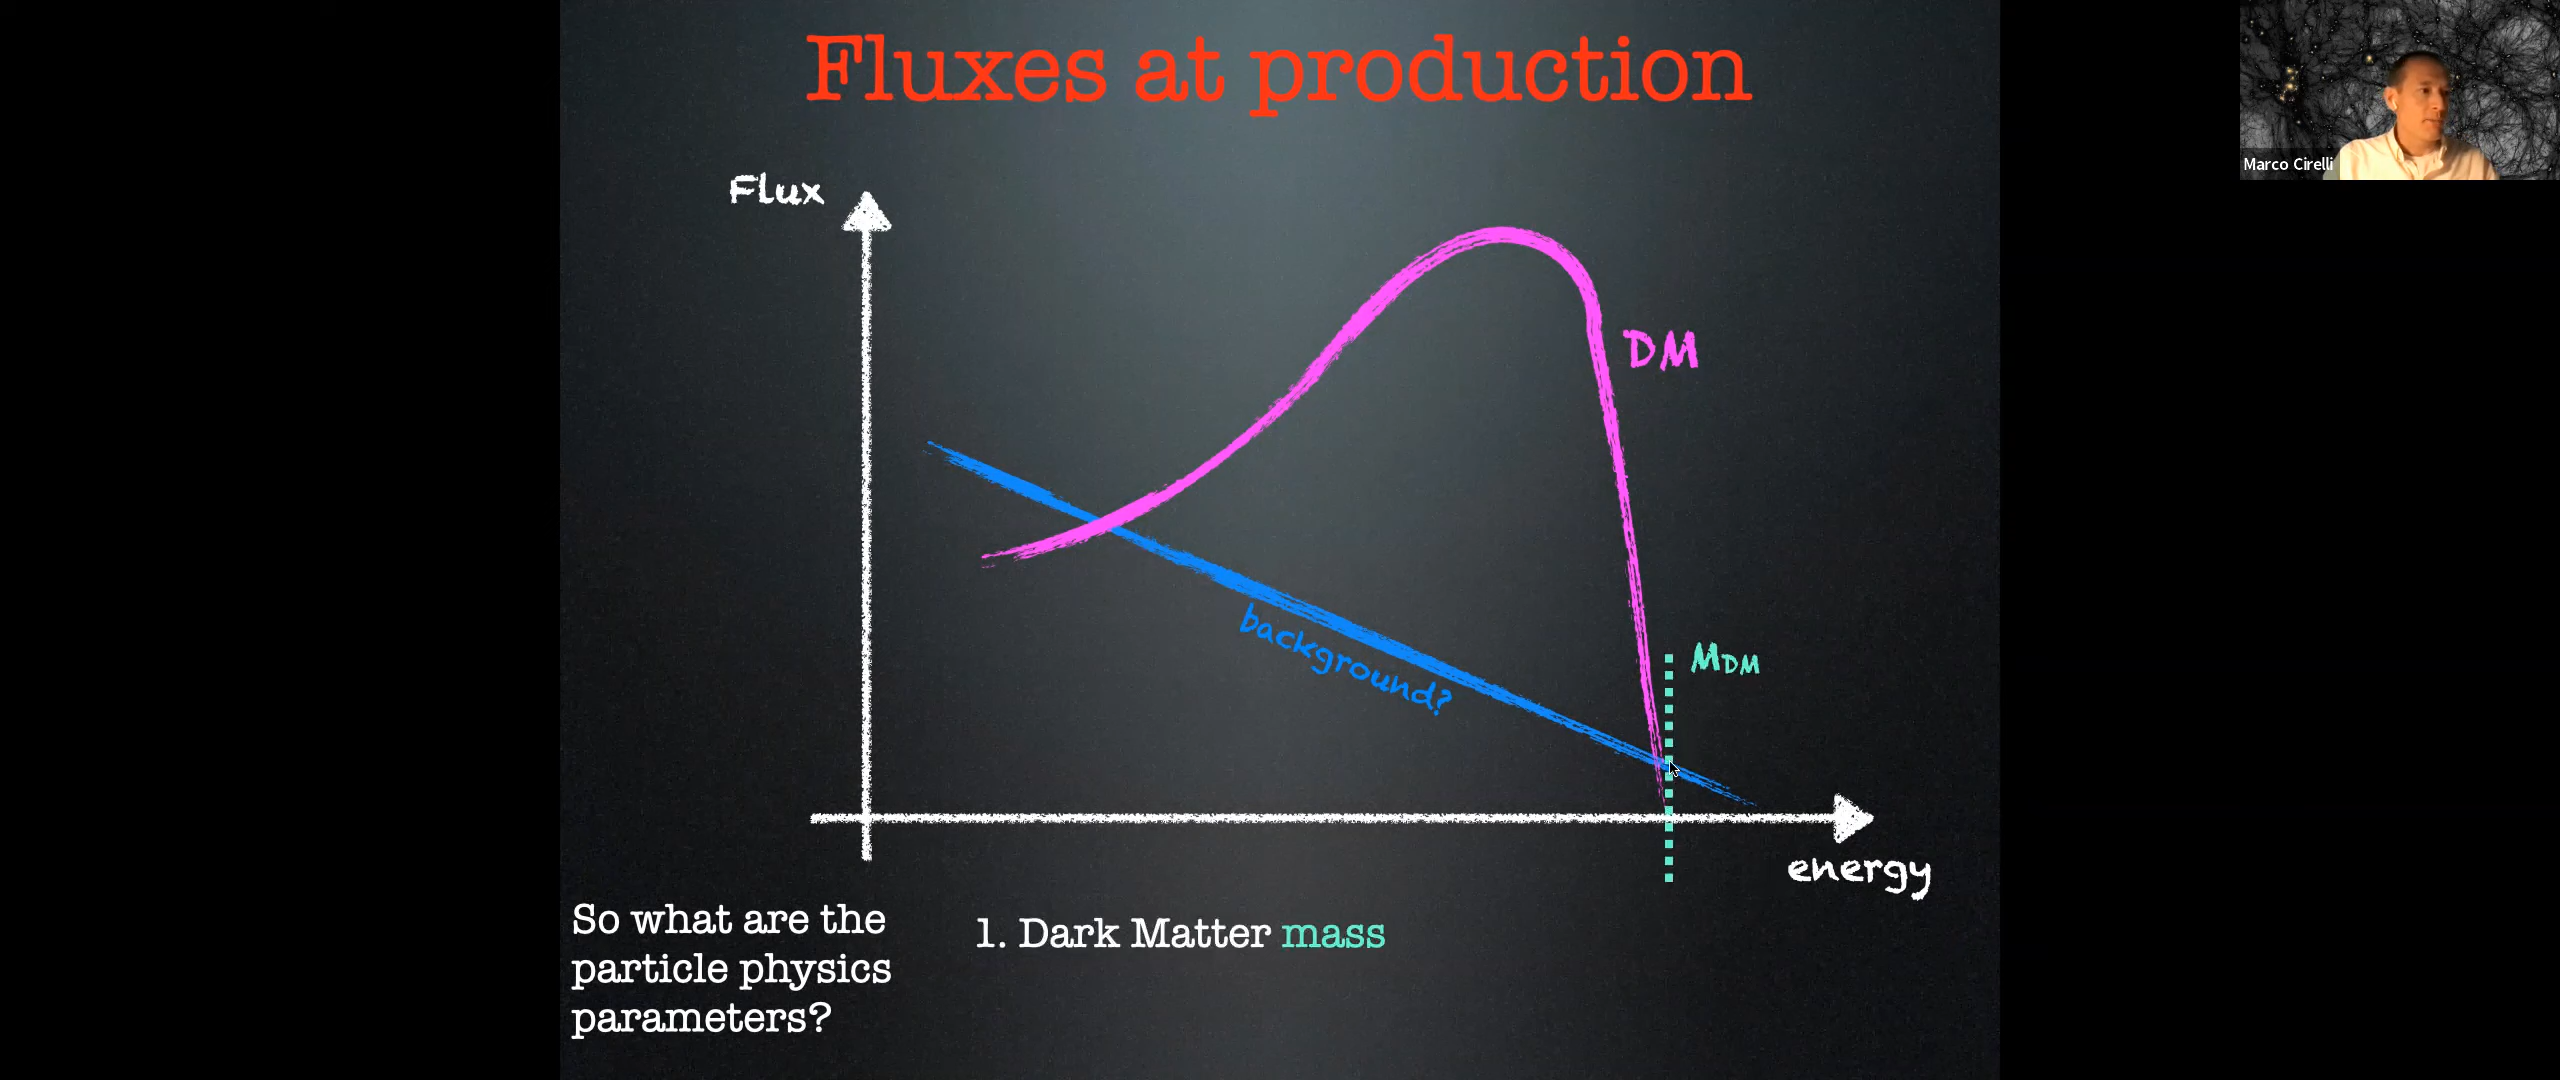 Fluxes at production
Marco Cirelli
Flux
DM
background?
MDM
energy
So what are the
particle physics
parameters?
1. Dark Matter mass